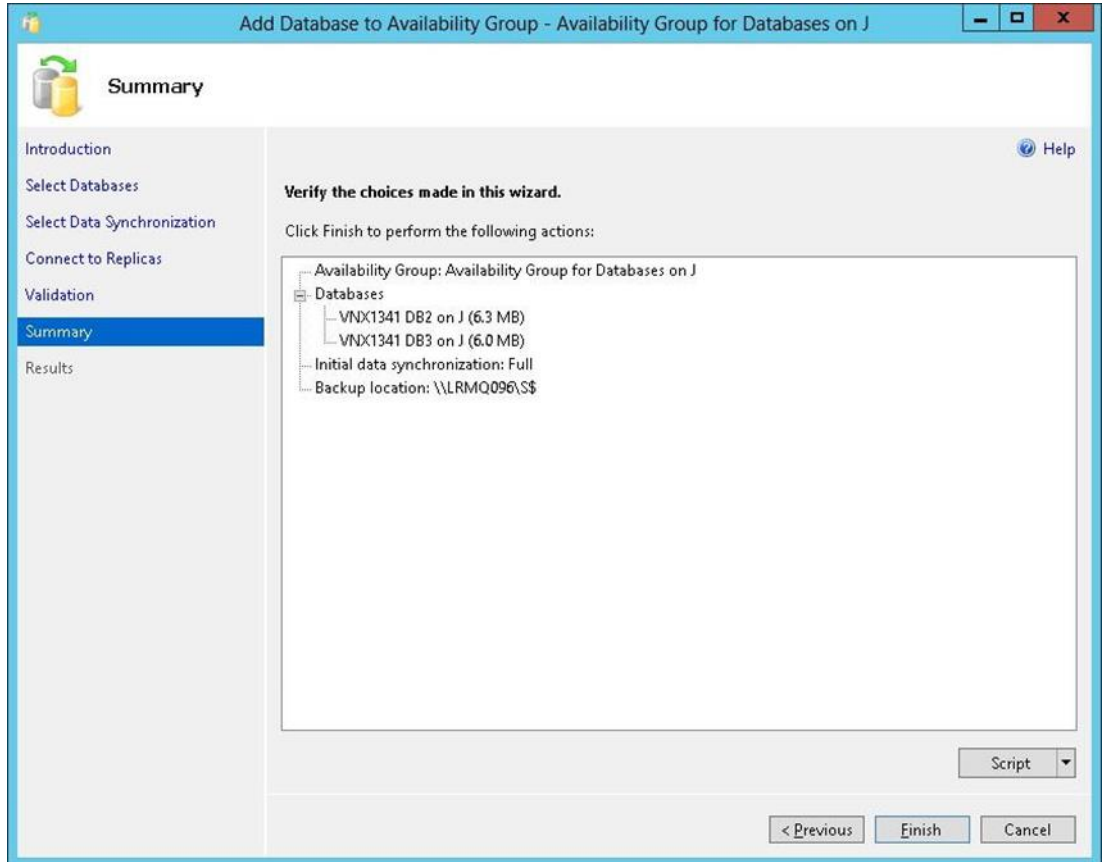 Add Database to Availability Group - Availability Group for Databases on J
Summary
Introduction
Select Databases
Select Data Synchronization
Connect to Replicas
Validation
Summary
Results
Help
Verify the choices made in this wizard.
Click Finish to perform the following actions:
Availability Group: Availability Group for Databases on J
Databases
VNX1341 DB2 on J (6.3 MB)
VNX1341 DB3 on J (6.0 MB)
Initial data synchronization: Full
Backup location: \\LRMQ096\S$
Script
< Previous
Finish
Cancel